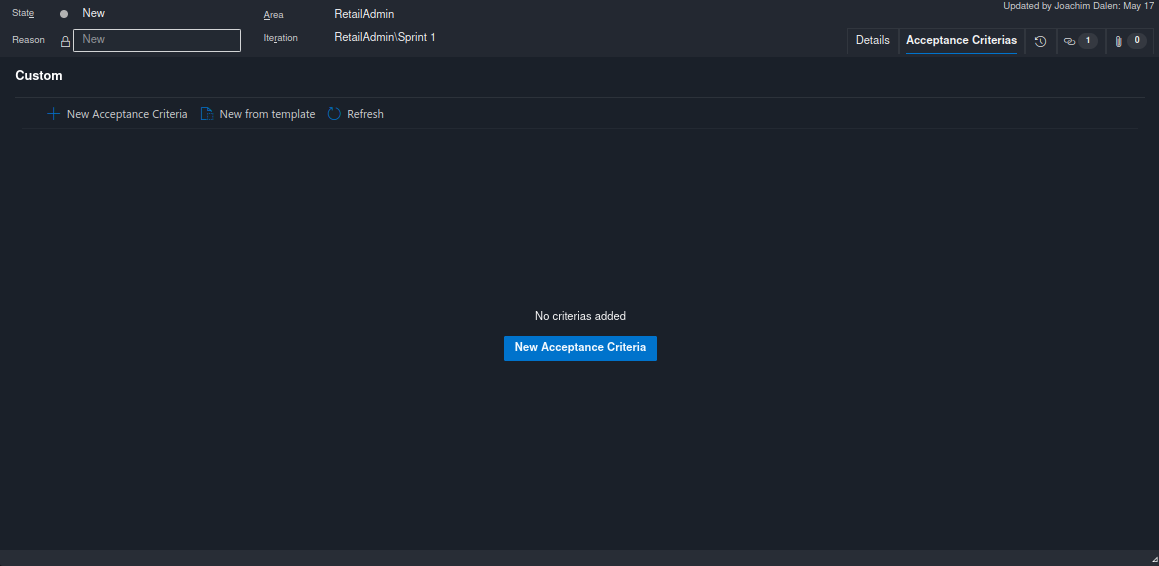 State New Area RetailAdmin Updated by Joachim Dalen: May 17
Reason New Iteration RetailAdmin\Sprint 1 Details Acceptance Criterias 1 0
Custom
New Acceptance Criteria New from template Refresh
No criterias added
New Acceptance Criteria